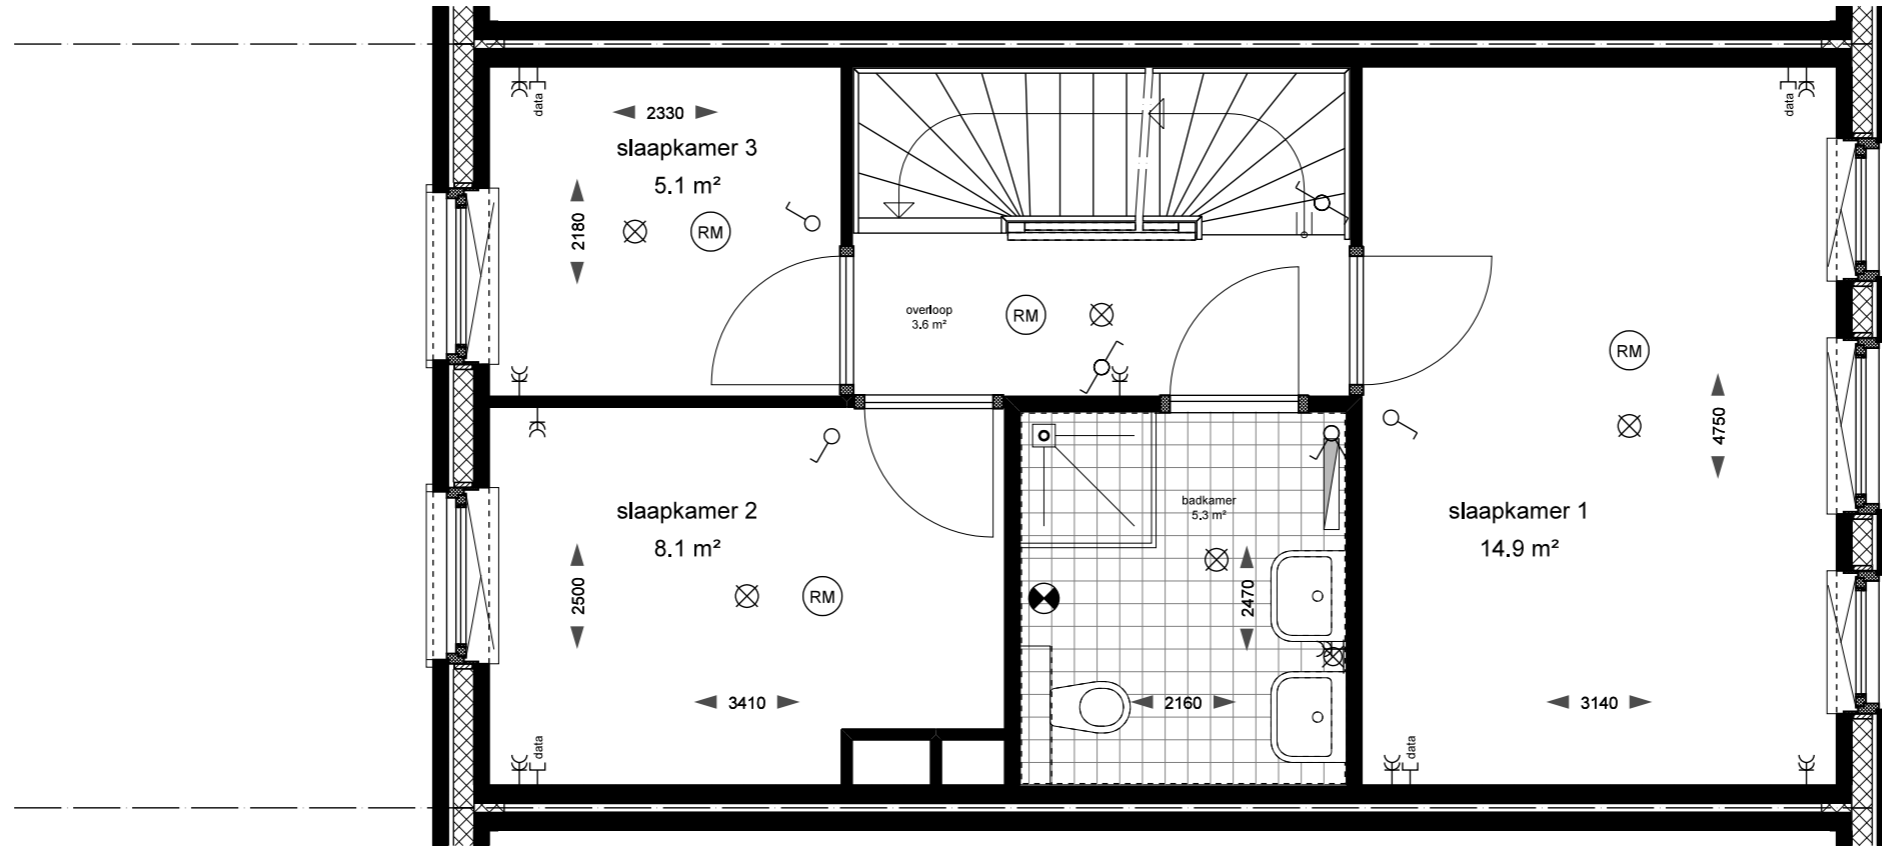 data
2330
slaapkamer 3
5.1 m²
2180
RM
overloop
3.6 m²
RM
data
RM
4750
slaapkamer 1
14.9 m²
3140
data
slaapkamer 2
8.1 m²
2500
RM
3410
data
badkamer
5.3 m²
2470
2160